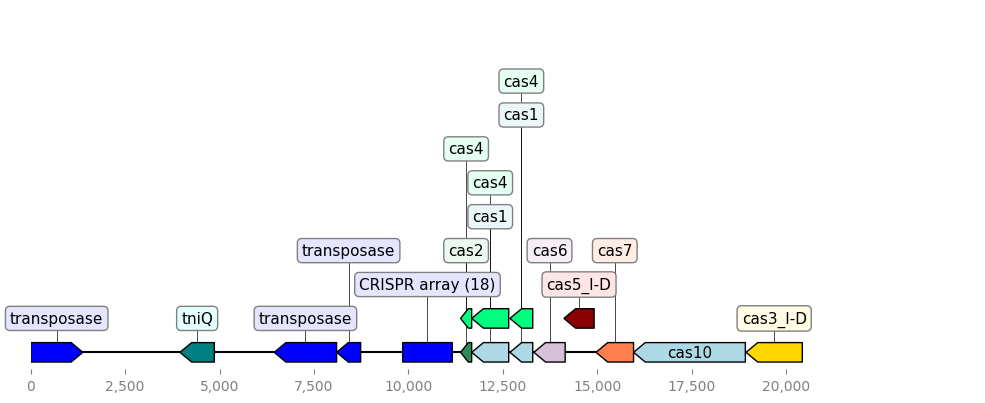 cas4
cas1
cas4
cas4
cas1
transposase
cas2
cas6
cas7
CRISPR array (18)
cas5_I-D
transposase
tniQ
transposase
cas3_I-D
cas10
0
2,500
5,000
7,500
10,000
12,500
15,000
17,500
20,000